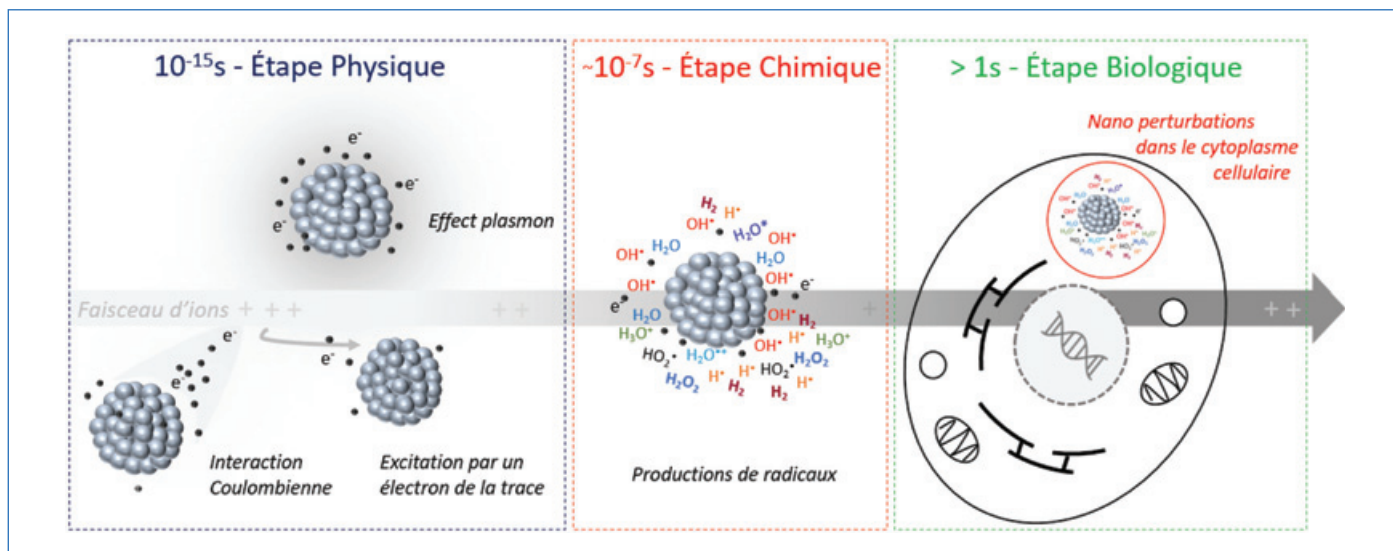 10⁻¹⁵s - Étape Physique
e⁻
e⁻
e⁻
Effect plasmon
Faisceau d'ions + + +
+ +
e⁻
e⁻
e⁻
Interaction
Coulombienne
Excitation par un
électron de la trace
~10⁻⁷s - Étape Chimique
H₂ H•
OH• H₂O*
OH• H₂O OH•
H₂O
OH• OH• e⁻
e⁻
H₂O OH• H₂
+
H₃O⁺ OH• H• H₃O⁺
HO₂• H₂O•⁺ HO₂• H₂O₂
H₂O₂ H• H₂ H• H₂ H•
Productions de radicaux
> 1s - Étape Biologique
Nano perturbations
dans le cytoplasme
cellulaire
+ +